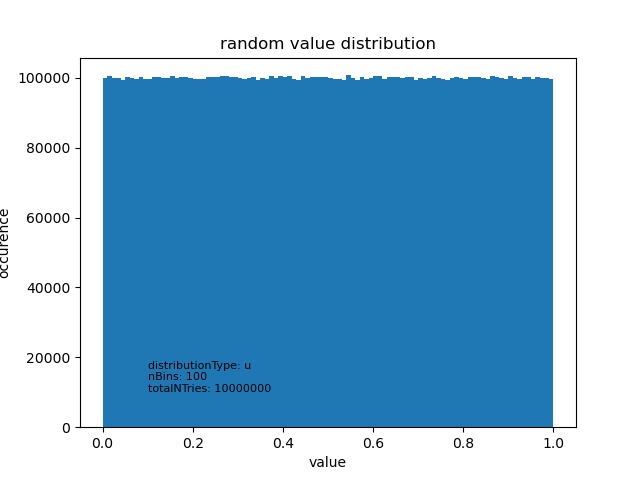 random value distribution
100000
80000
60000
40000
20000
0
occurence
distributionType: u
nBins: 100
totalNTries: 10000000
0.0 0.2 0.4 0.6 0.8 1.0
value